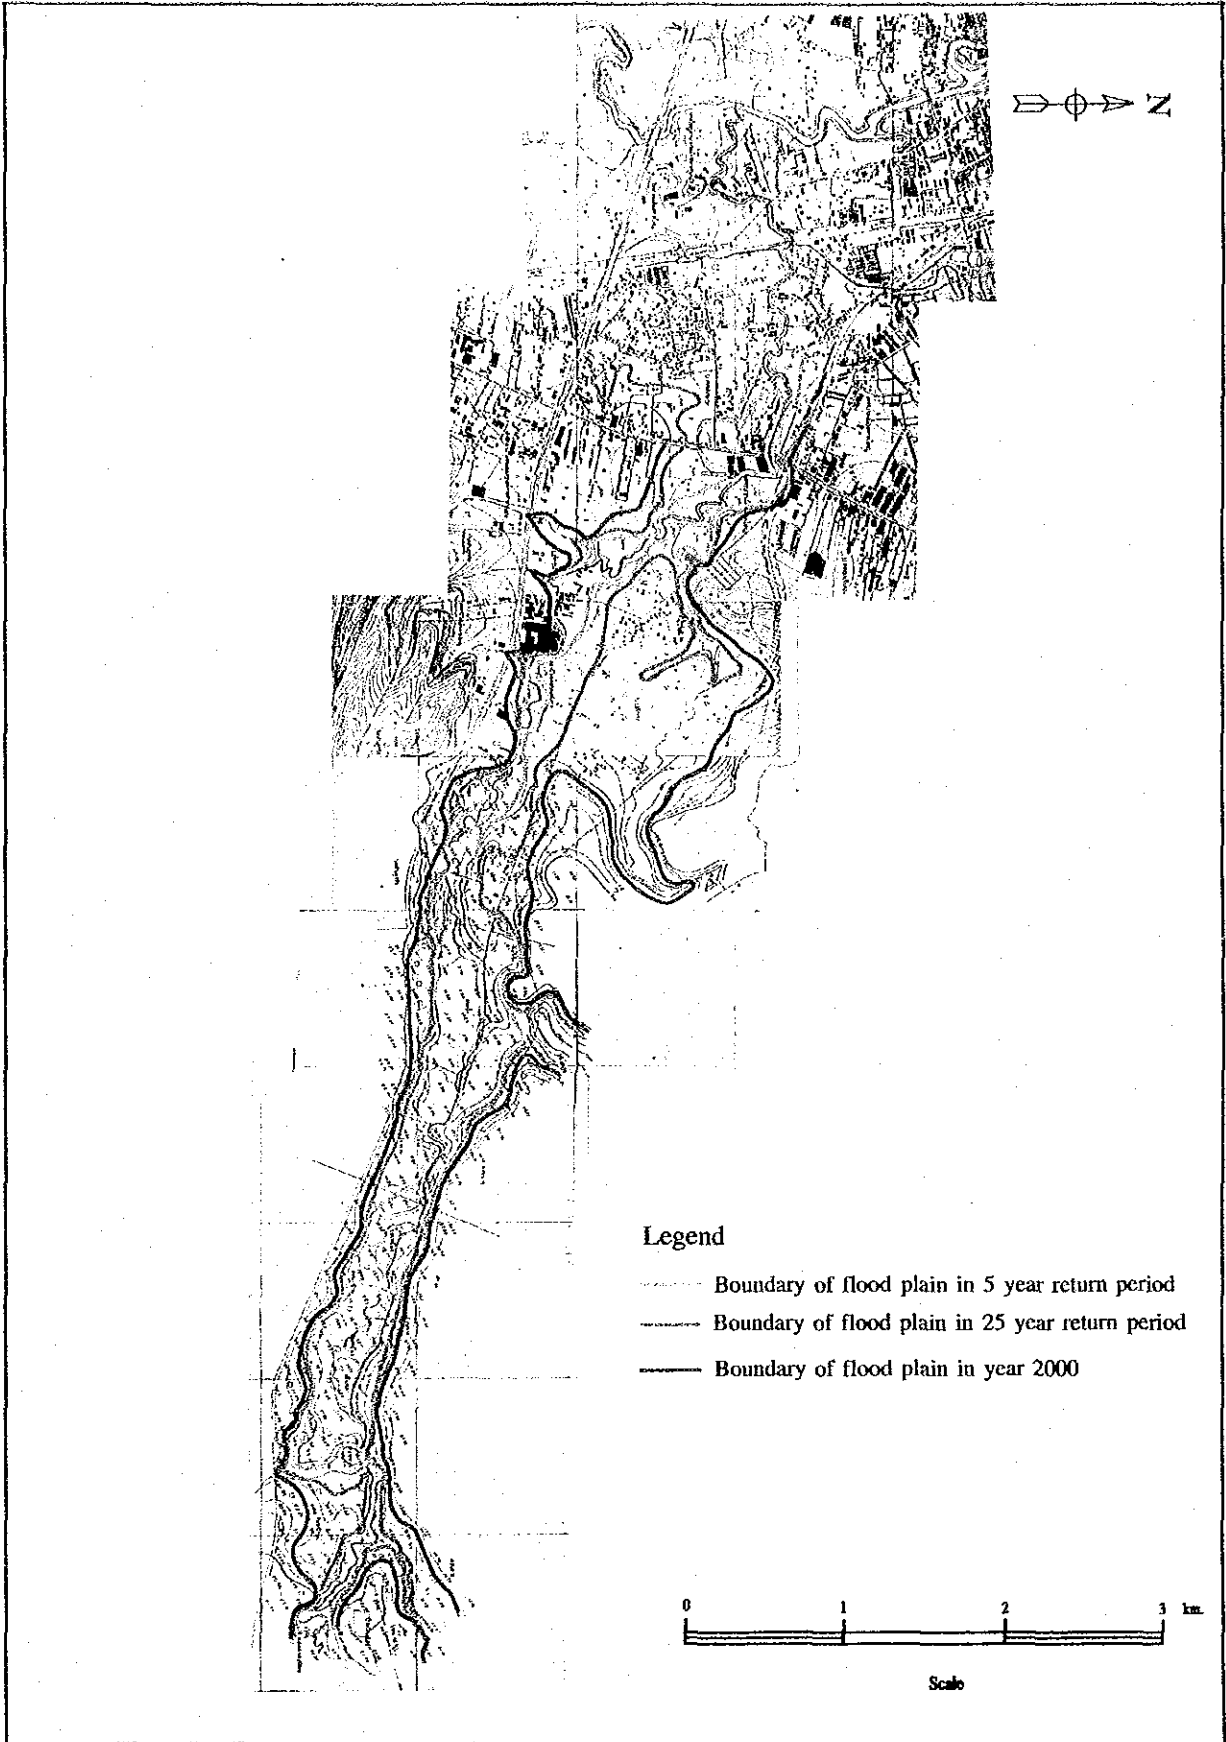 N
Legend
Boundary of flood plain in 5 year return period
Boundary of flood plain in 25 year return period
Boundary of flood plain in year 2000
0 1 2 3 km.
Scale